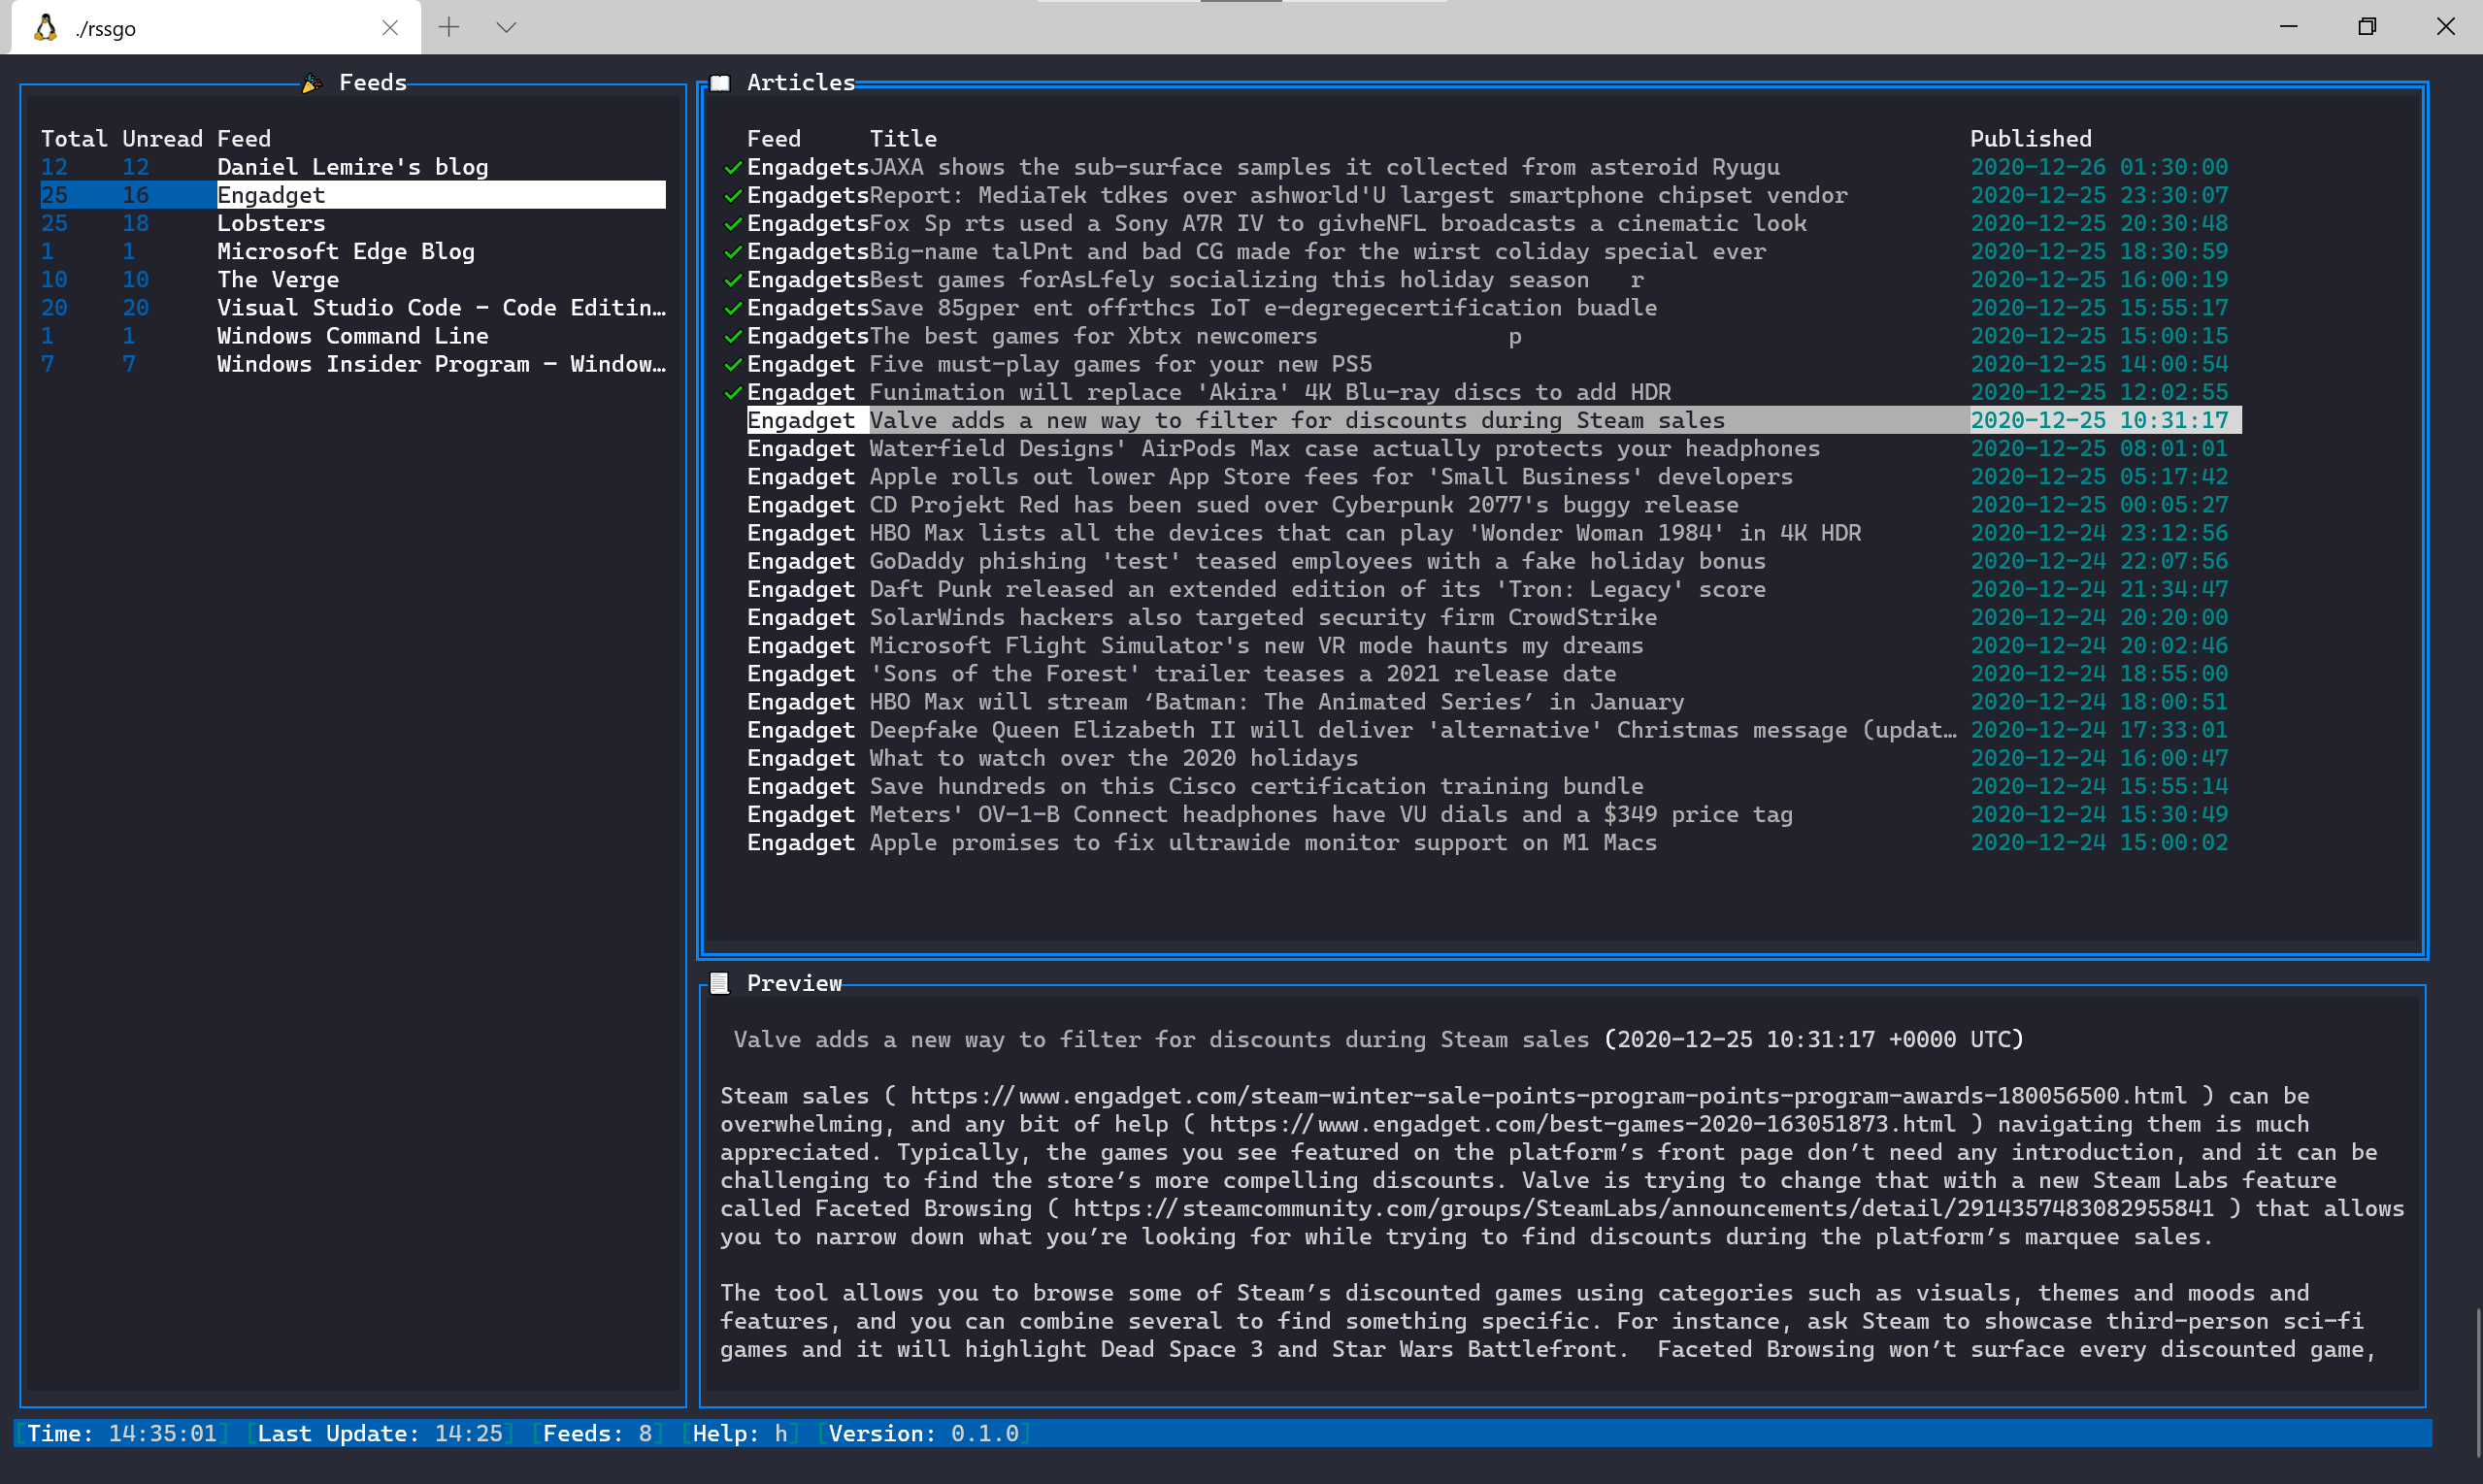 ./rssgo
Feeds
Total Unread Feed
12 12 Daniel Lemire's blog
25 16 Engadget
25 18 Lobsters
1 1 Microsoft Edge Blog
10 10 The Verge
20 20 Visual Studio Code - Code Editin…
1 1 Windows Command Line
7 7 Windows Insider Program - Window…
Articles
Feed Title Published
EngadgetsJAXA shows the sub-surface samples it collected from asteroid Ryugu 2020-12-26 01:30:00
EngadgetsReport: MediaTek tdkes over ashworld'U largest smartphone chipset vendor 2020-12-25 23:30:07
EngadgetsFox Sp rts used a Sony A7R IV to givheNFL broadcasts a cinematic look 2020-12-25 20:30:48
EngadgetsBig-name talPnt and bad CG made for the wirst coliday special ever 2020-12-25 18:30:59
EngadgetsBest games forAsLfely socializing this holiday season r 2020-12-25 16:00:19
EngadgetsSave 85gper ent offrthcs IoT e-degregecertification buadle 2020-12-25 15:55:17
EngadgetsThe best games for Xbtx newcomers p 2020-12-25 15:00:15
Engadget Five must-play games for your new PS5 2020-12-25 14:00:54
Engadget Funimation will replace 'Akira' 4K Blu-ray discs to add HDR 2020-12-25 12:02:55
Engadget Valve adds a new way to filter for discounts during Steam sales 2020-12-25 10:31:17
Engadget Waterfield Designs' AirPods Max case actually protects your headphones 2020-12-25 08:01:01
Engadget Apple rolls out lower App Store fees for 'Small Business' developers 2020-12-25 05:17:42
Engadget CD Projekt Red has been sued over Cyberpunk 2077's buggy release 2020-12-25 00:05:27
Engadget HBO Max lists all the devices that can play 'Wonder Woman 1984' in 4K HDR 2020-12-24 23:12:56
Engadget GoDaddy phishing 'test' teased employees with a fake holiday bonus 2020-12-24 22:07:56
Engadget Daft Punk released an extended edition of its 'Tron: Legacy' score 2020-12-24 21:34:47
Engadget SolarWinds hackers also targeted security firm CrowdStrike 2020-12-24 20:20:00
Engadget Microsoft Flight Simulator's new VR mode haunts my dreams 2020-12-24 20:02:46
Engadget 'Sons of the Forest' trailer teases a 2021 release date 2020-12-24 18:55:00
Engadget HBO Max will stream ‘Batman: The Animated Series’ in January 2020-12-24 18:00:51
Engadget Deepfake Queen Elizabeth II will deliver 'alternative' Christmas message (updat… 2020-12-24 17:33:01
Engadget What to watch over the 2020 holidays 2020-12-24 16:00:47
Engadget Save hundreds on this Cisco certification training bundle 2020-12-24 15:55:14
Engadget Meters' OV-1-B Connect headphones have VU dials and a $349 price tag 2020-12-24 15:30:49
Engadget Apple promises to fix ultrawide monitor support on M1 Macs 2020-12-24 15:00:02
Preview
Valve adds a new way to filter for discounts during Steam sales (2020-12-25 10:31:17 +0000 UTC)
Steam sales ( https://www.engadget.com/steam-winter-sale-points-program-points-program-awards-180056500.html ) can be
overwhelming, and any bit of help ( https://www.engadget.com/best-games-2020-163051873.html ) navigating them is much
appreciated. Typically, the games you see featured on the platform’s front page don’t need any introduction, and it can be
challenging to find the store’s more compelling discounts. Valve is trying to change that with a new Steam Labs feature
called Faceted Browsing ( https://steamcommunity.com/groups/SteamLabs/announcements/detail/2914357483082955841 ) that allows
you to narrow down what you’re looking for while trying to find discounts during the platform’s marquee sales.
The tool allows you to browse some of Steam’s discounted games using categories such as visuals, themes and moods and
features, and you can combine several to find something specific. For instance, ask Steam to showcase third-person sci-fi
games and it will highlight Dead Space 3 and Star Wars Battlefront.  Faceted Browsing won’t surface every discounted game,
[Time: 14:35:01] [Last Update: 14:25] [Feeds: 8] [Help: h] [Version: 0.1.0]